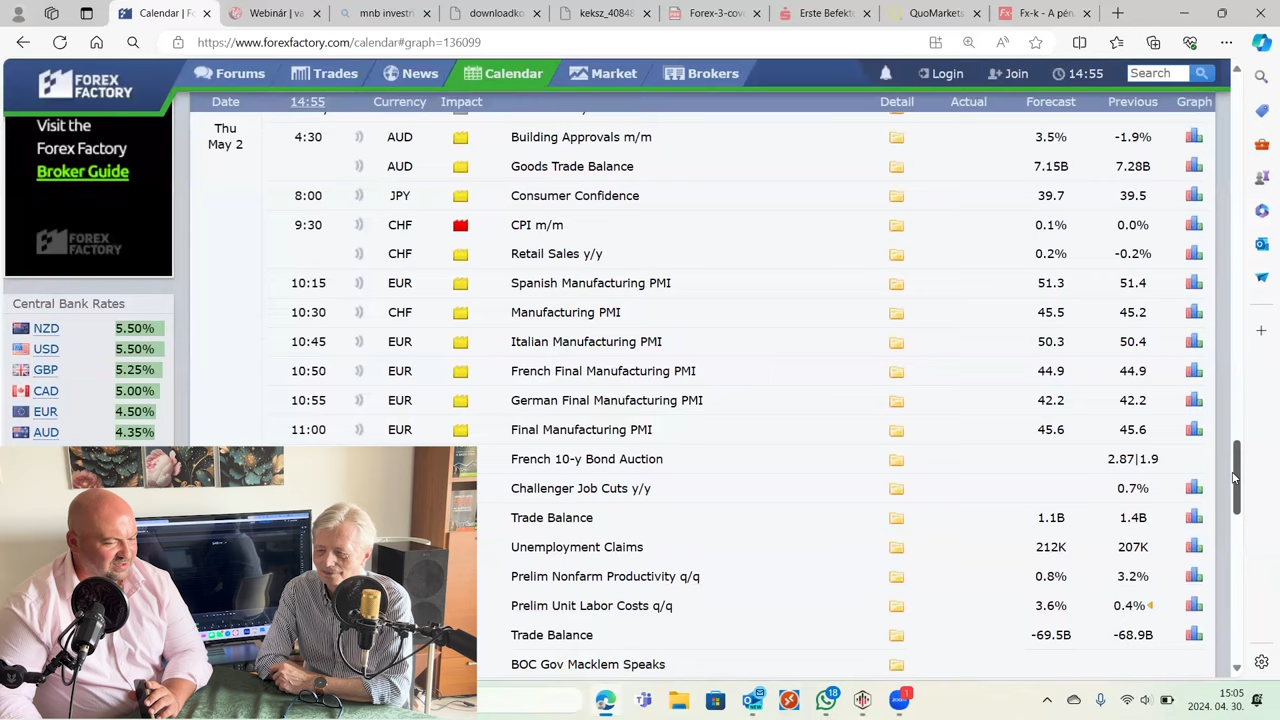 Calendar | Fo
Webinár | va
mnb investn
downloadko
keksz_40848
Forex-3-cove
Erste Befekt
QuoMarkets
Fx-k - A pén
https://www.forexfactory.com/calendar#graph=136099
FOREX FACTORY
Forums
Trades
News
Calendar
Market
Brokers
Login
Join
14:55
Search
Date 14:55 Currency Impact Detail Actual Forecast Previous Graph
Visit the
Forex Factory
Broker Guide
FOREX FACTORY
Central Bank Rates
NZD 5.50%
USD 5.50%
GBP 5.25%
CAD 5.00%
EUR 4.50%
AUD 4.35%
Thu
May 2
4:30 AUD Building Approvals m/m 3.5% -1.9%
AUD Goods Trade Balance 7.15B 7.28B
8:00 JPY Consumer Confidence 39.7 39.5
9:30 CHF CPI m/m 0.1% 0.0%
CHF Retail Sales y/y 0.2% -0.2%
10:15 EUR Spanish Manufacturing PMI 51.3 51.4
10:30 CHF Manufacturing PMI 45.5 45.2
10:45 EUR Italian Manufacturing PMI 50.3 50.4
10:50 EUR French Final Manufacturing PMI 44.9 44.9
10:55 EUR German Final Manufacturing PMI 42.2 42.2
11:00 EUR Final Manufacturing PMI 45.6 45.6
French 10-y Bond Auction 2.87|1.9
Challenger Job Cuts y/y 0.7%
Trade Balance 1.1B 1.4B
Unemployment Claims 212K 207K
Prelim Nonfarm Productivity q/q 0.8% 3.2%
Prelim Unit Labor Costs q/q 3.6% 0.4%
Trade Balance -69.5B -68.9B
BOC Gov Macklem Speaks
18
1
15:05
2024. 04. 30.